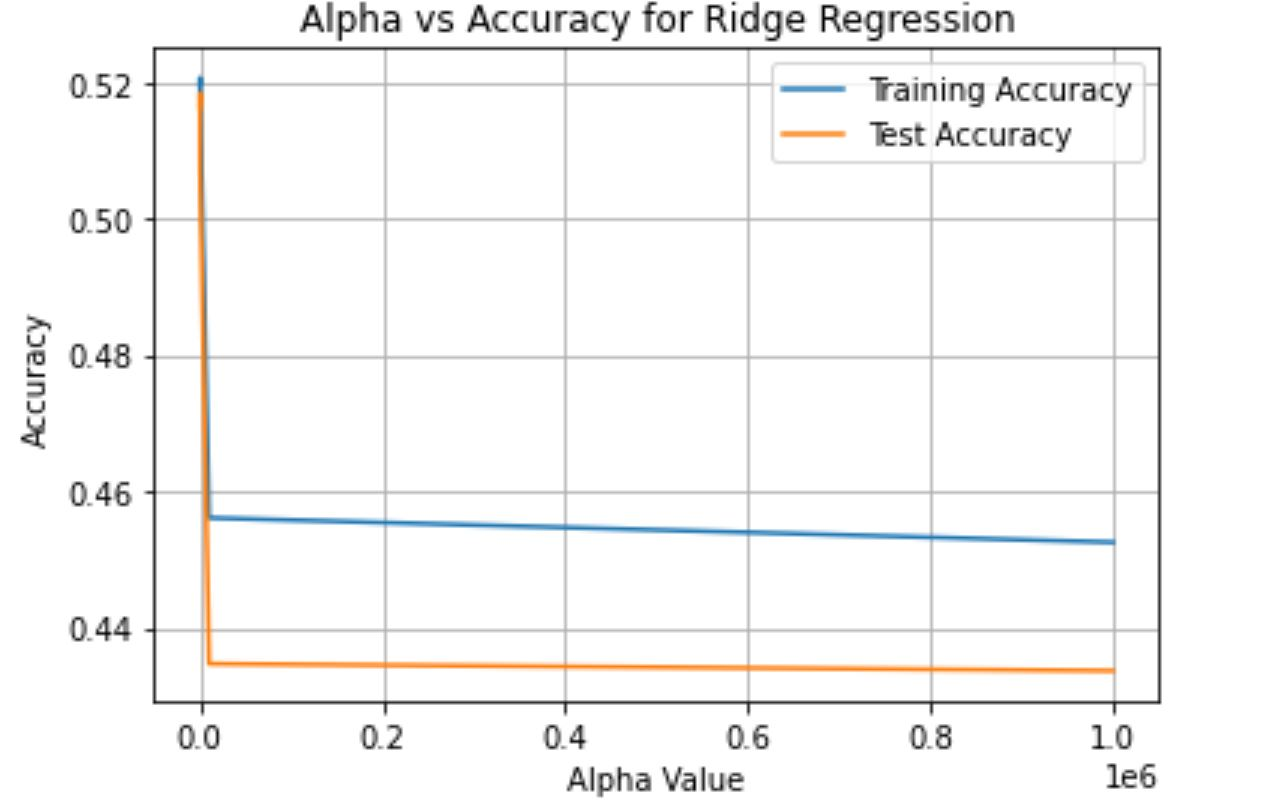 Alpha vs Accuracy for Ridge Regression
Training Accuracy
Test Accuracy
0.52
0.50
0.48
0.46
0.44
Accuracy
0.0 0.2 0.4 0.6 0.8 1.0
1e6
Alpha Value